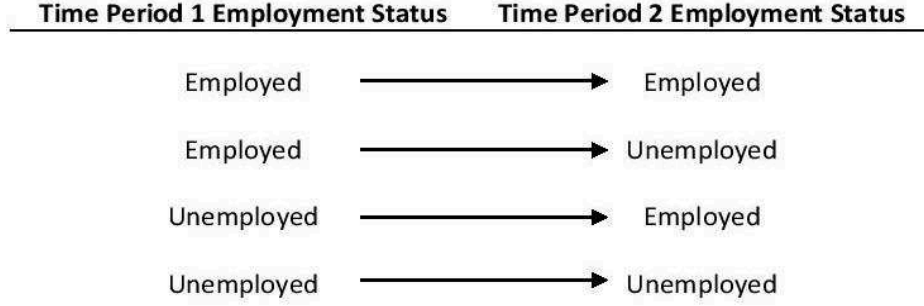 Time Period 1 Employment Status Time Period 2 Employment Status
Employed Employed
Employed Unemployed
Unemployed Employed
Unemployed Unemployed